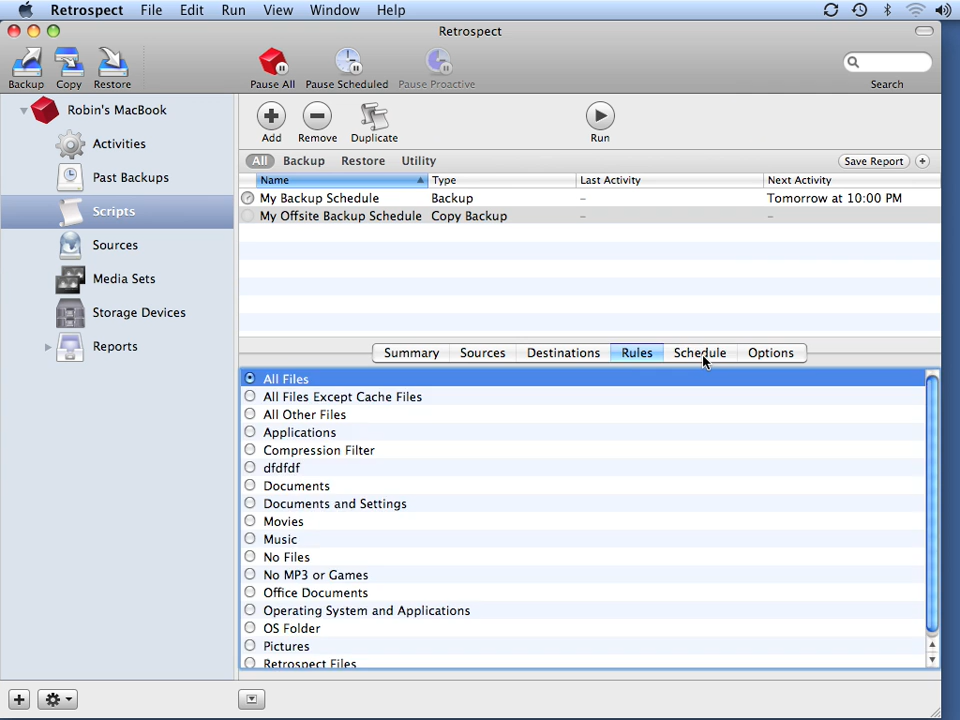 Retrospect File Edit Run View Window Help
Retrospect
Backup Copy Restore Pause All Pause Scheduled Pause Proactive Search
Robin's MacBook
Activities
Past Backups
Scripts
Sources
Media Sets
Storage Devices
Reports
Add Remove Duplicate Run
All Backup Restore Utility Save Report
Name Type Last Activity Next Activity
My Backup Schedule Backup – Tomorrow at 10:00 PM
My Offsite Backup Schedule Copy Backup – –
Summary Sources Destinations Rules Schedule Options
All Files
All Files Except Cache Files
All Other Files
Applications
Compression Filter
dfdfdf
Documents
Documents and Settings
Movies
Music
No Files
No MP3 or Games
Office Documents
Operating System and Applications
OS Folder
Pictures
Retrospect Files